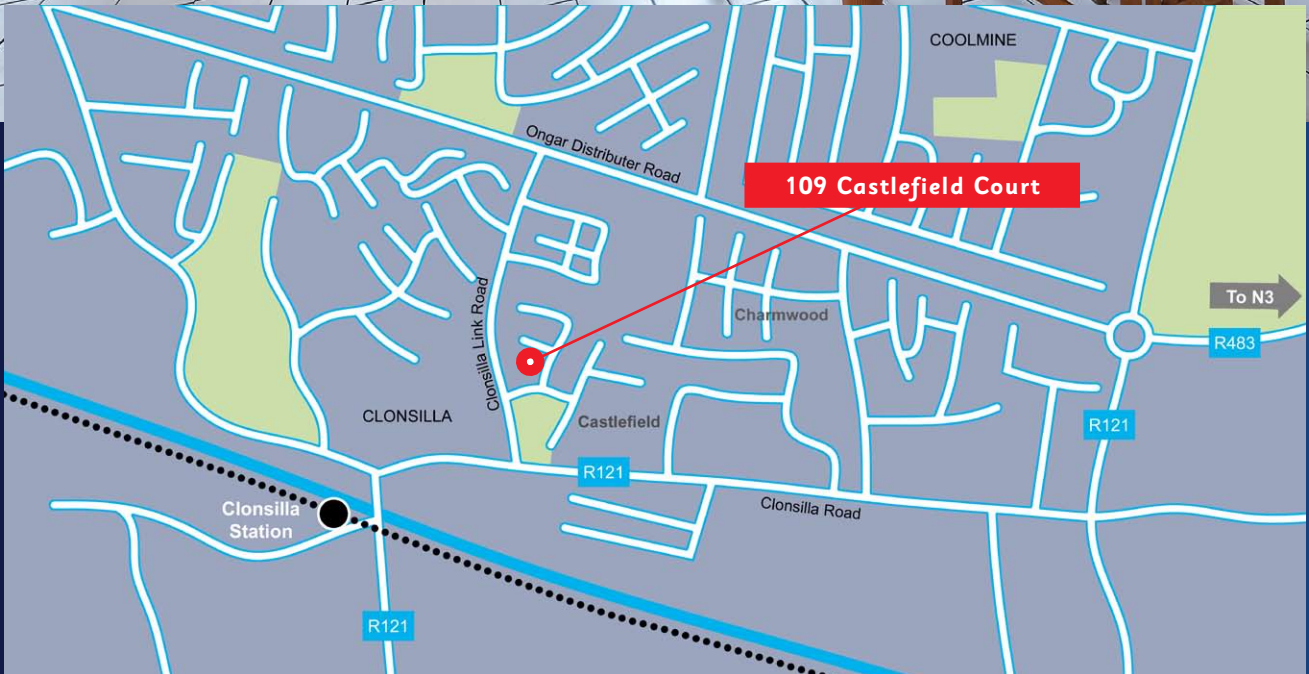 COOLMINE
Ongar Distributer Road
109 Castlefield Court
To N3
Clonsilla Link Road
Charmwood
R483
CLONSILLA
Castlefield
R121
R121
Clonsilla
Station
Clonsilla Road
R121